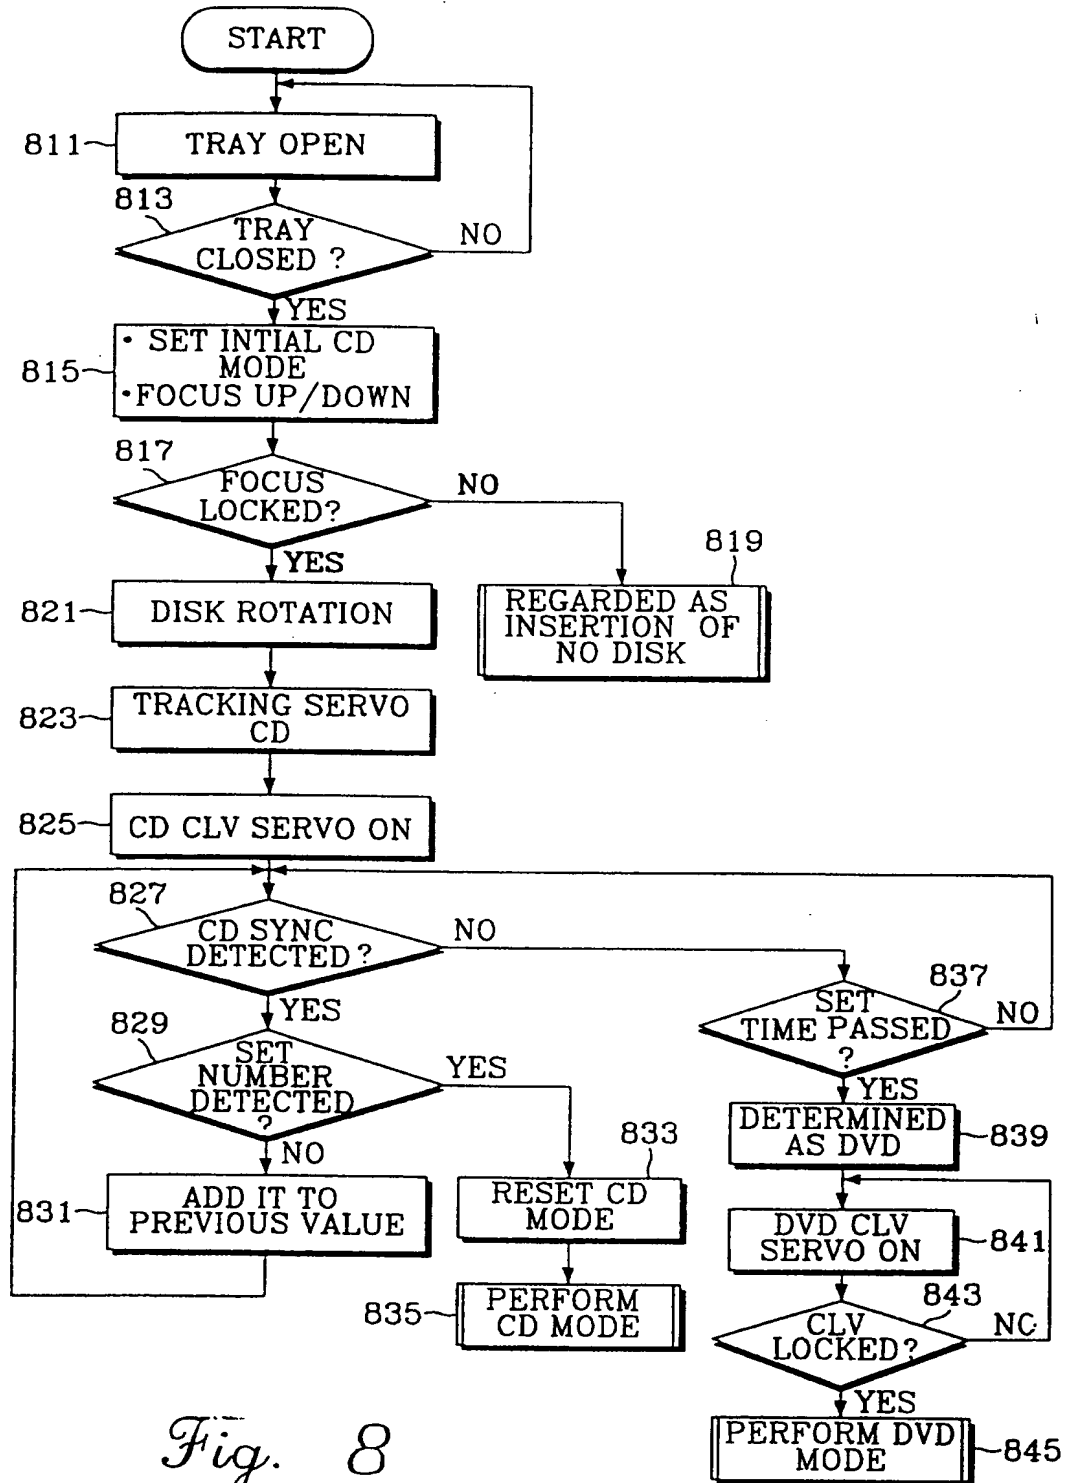 START
811
TRAY OPEN
813
TRAY
CLOSED ?
NO
YES
815
• SET INTIAL CD
MODE
• FOCUS UP/DOWN
817
FOCUS
LOCKED?
NO
YES
819
REGARDED AS
INSERTION OF
NO DISK
821
DISK ROTATION
823
TRACKING SERVO
CD
825
CD CLV SERVO ON
827
CD SYNC
DETECTED ?
NO
YES
837
SET
TIME PASSED
?
NO
YES
829
SET
NUMBER
DETECTED
?
YES
NO
831
ADD IT TO
PREVIOUS VALUE
833
RESET CD
MODE
835
PERFORM
CD MODE
DETERMINED
AS DVD
839
DVD CLV
SERVO ON
841
843
CLV
LOCKED?
NO
YES
PERFORM DVD
MODE
845
Fig. 8